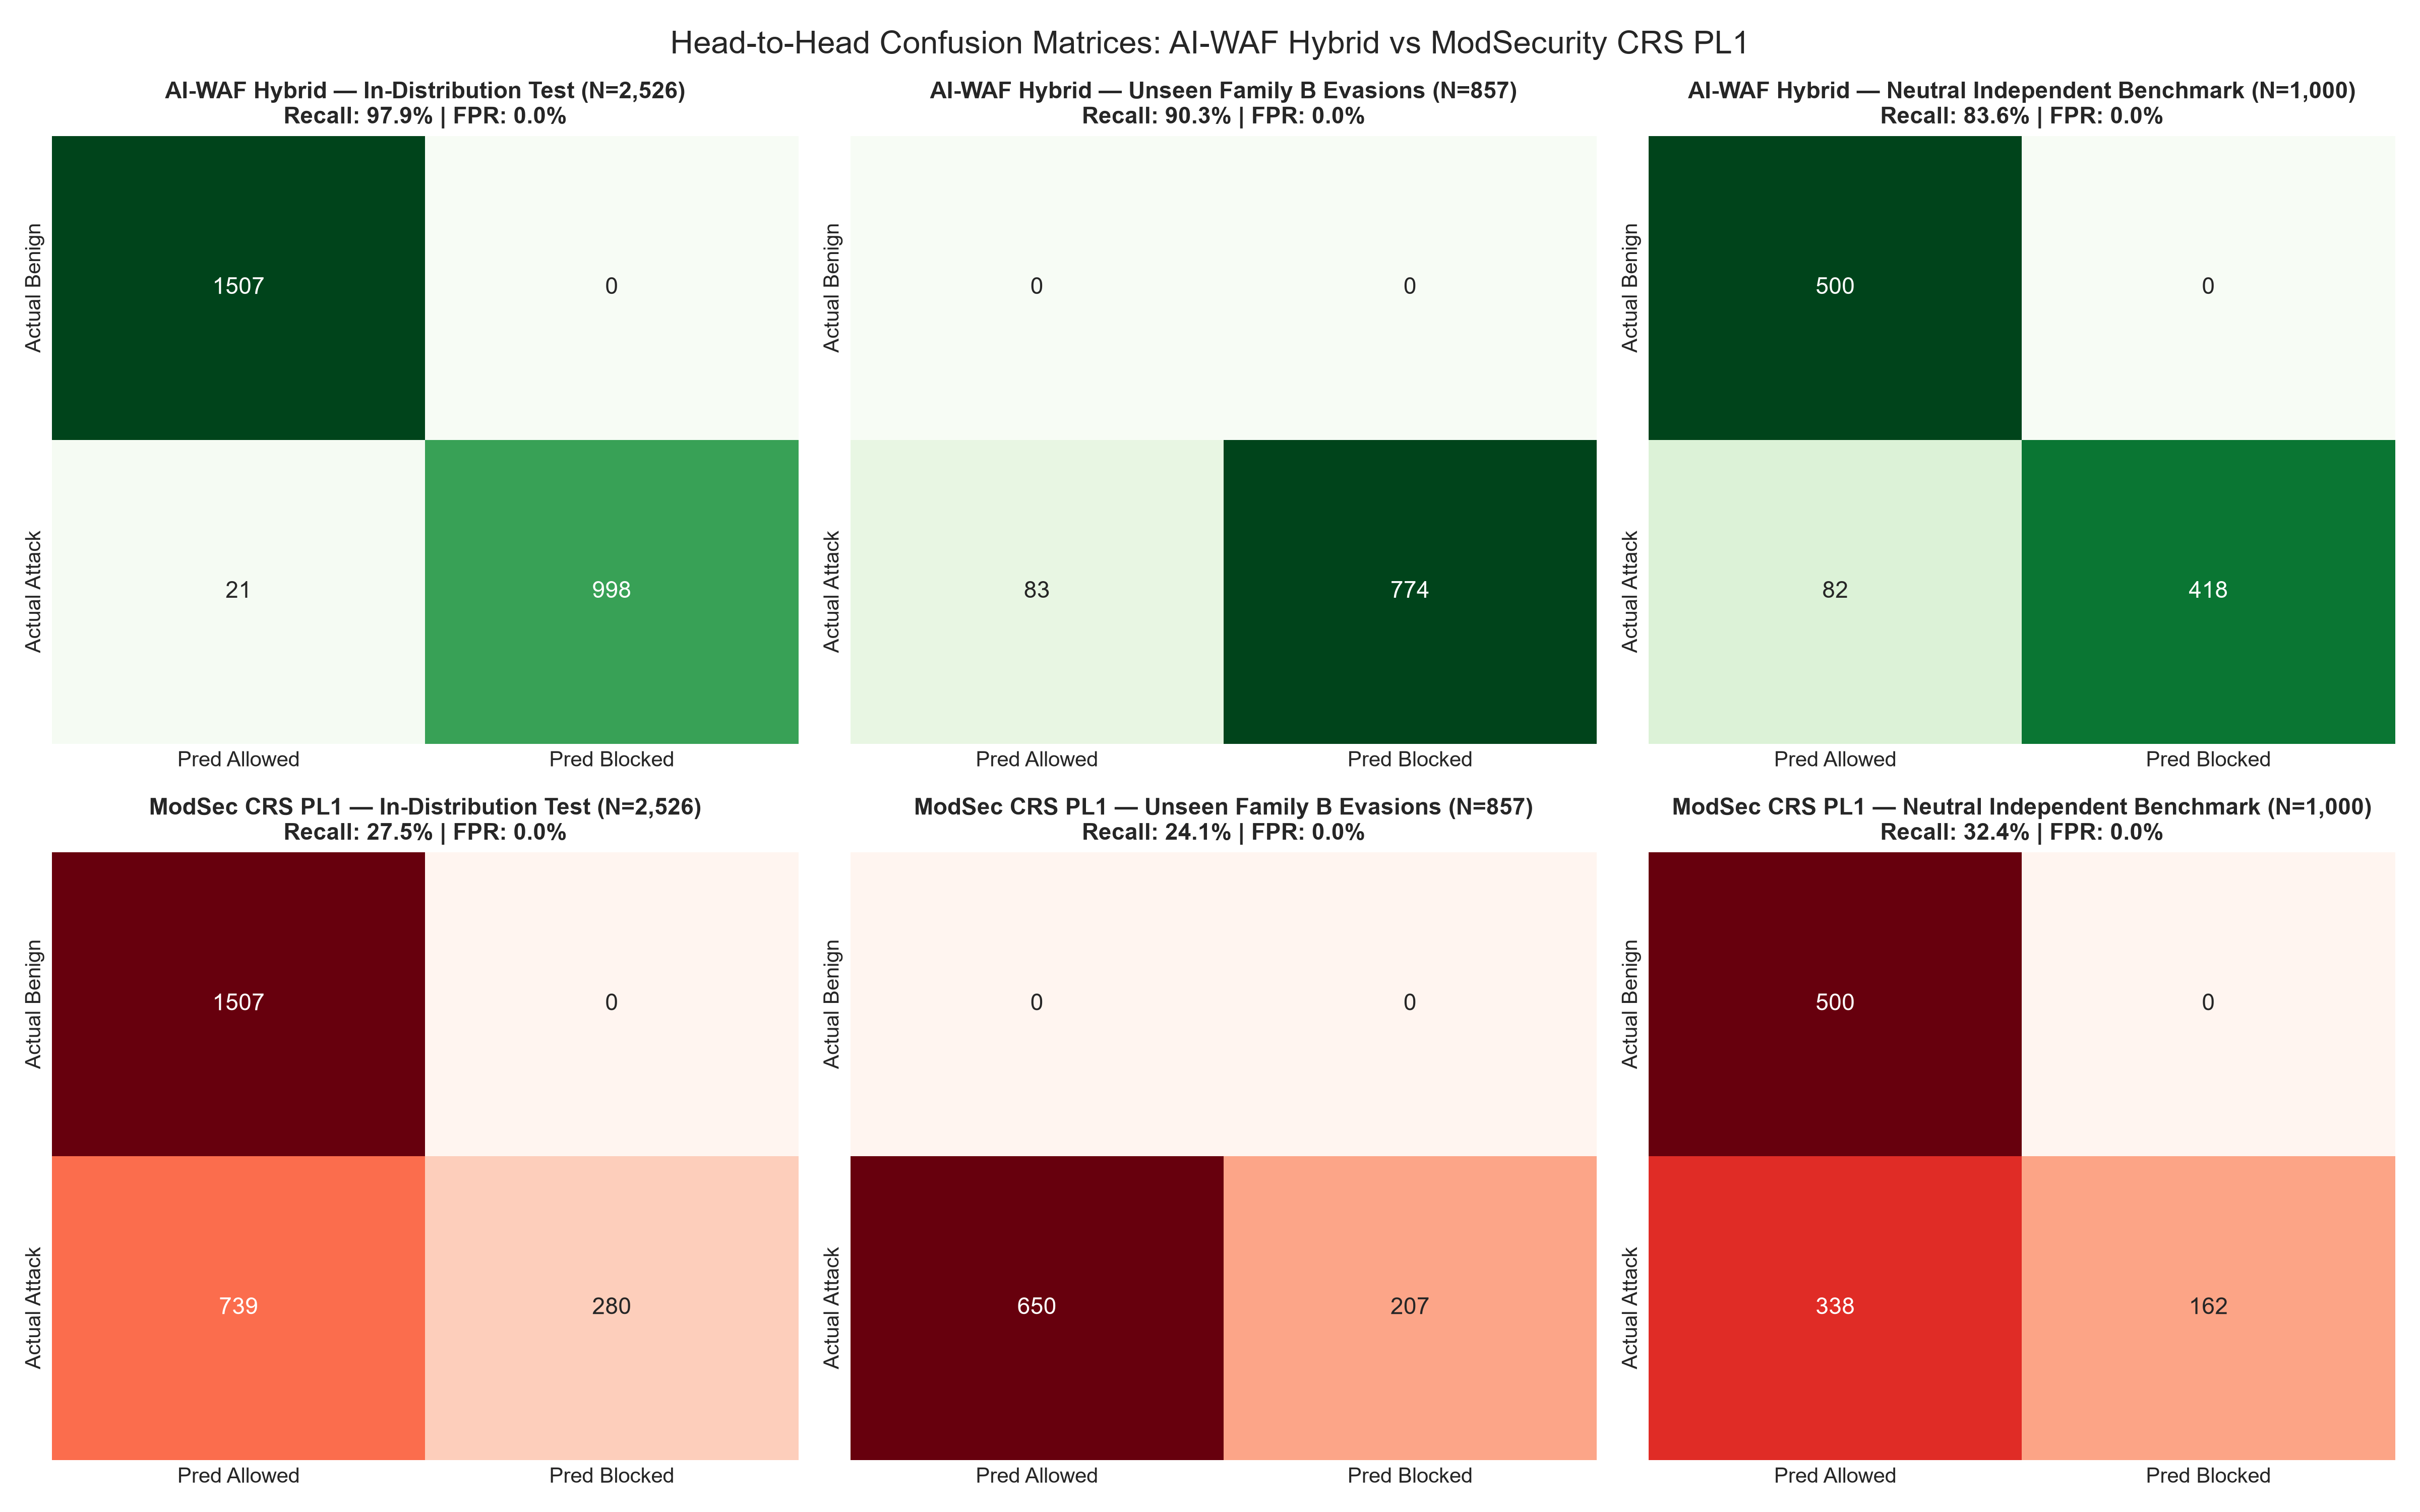 Head-to-Head Confusion Matrices: AI-WAF Hybrid vs ModSecurity CRS PL1
AI-WAF Hybrid — In-Distribution Test (N=2,526)
Recall: 97.9% | FPR: 0.0%
Actual Benign
1507
0
Actual Attack
21
998
Pred Allowed
Pred Blocked
AI-WAF Hybrid — Unseen Family B Evasions (N=857)
Recall: 90.3% | FPR: 0.0%
Actual Benign
0
0
Actual Attack
83
774
Pred Allowed
Pred Blocked
AI-WAF Hybrid — Neutral Independent Benchmark (N=1,000)
Recall: 83.6% | FPR: 0.0%
Actual Benign
500
0
Actual Attack
82
418
Pred Allowed
Pred Blocked
ModSec CRS PL1 — In-Distribution Test (N=2,526)
Recall: 27.5% | FPR: 0.0%
Actual Benign
1507
0
Actual Attack
739
280
Pred Allowed
Pred Blocked
ModSec CRS PL1 — Unseen Family B Evasions (N=857)
Recall: 24.1% | FPR: 0.0%
Actual Benign
0
0
Actual Attack
650
207
Pred Allowed
Pred Blocked
ModSec CRS PL1 — Neutral Independent Benchmark (N=1,000)
Recall: 32.4% | FPR: 0.0%
Actual Benign
500
0
Actual Attack
338
162
Pred Allowed
Pred Blocked